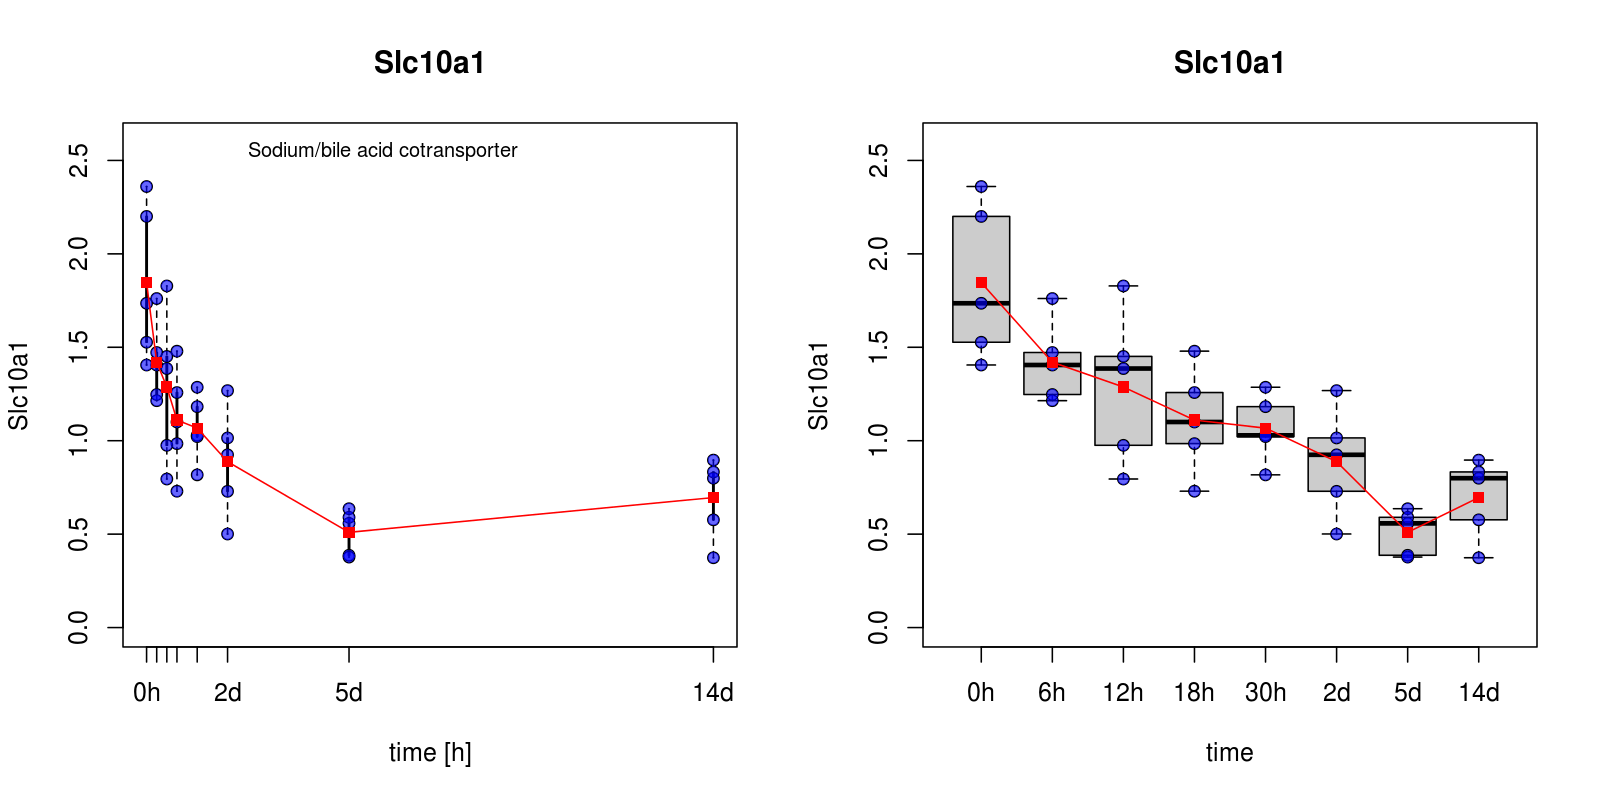 Slc10a1
Sodium/bile acid cotransporter
Slc10a1
2.5
2.0
1.5
1.0
0.5
0.0
0h 2d 5d 14d
time [h]
Slc10a1
Slc10a1
2.5
2.0
1.5
1.0
0.5
0.0
0h 6h 12h 18h 30h 2d 5d 14d
time